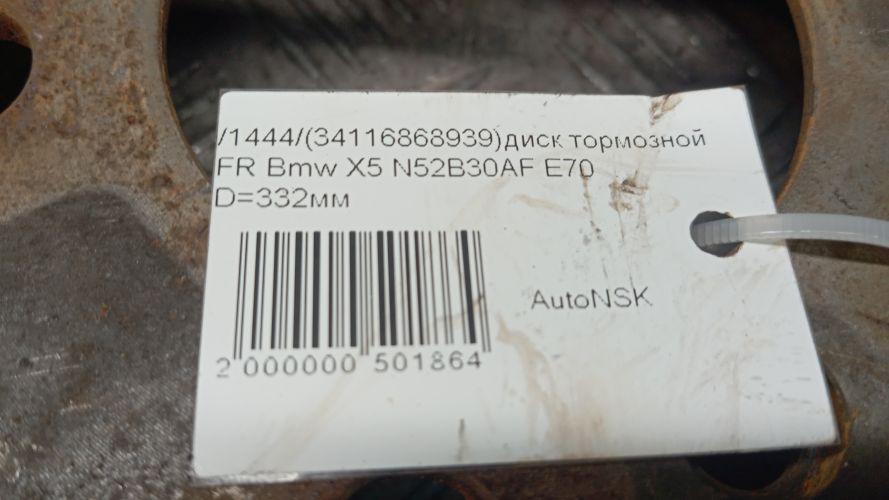 /1444/(34116868939)диск тормозной
FR Bmw X5 N52B30AF E70
D=332мм
AutoNSK
2 000000 501864